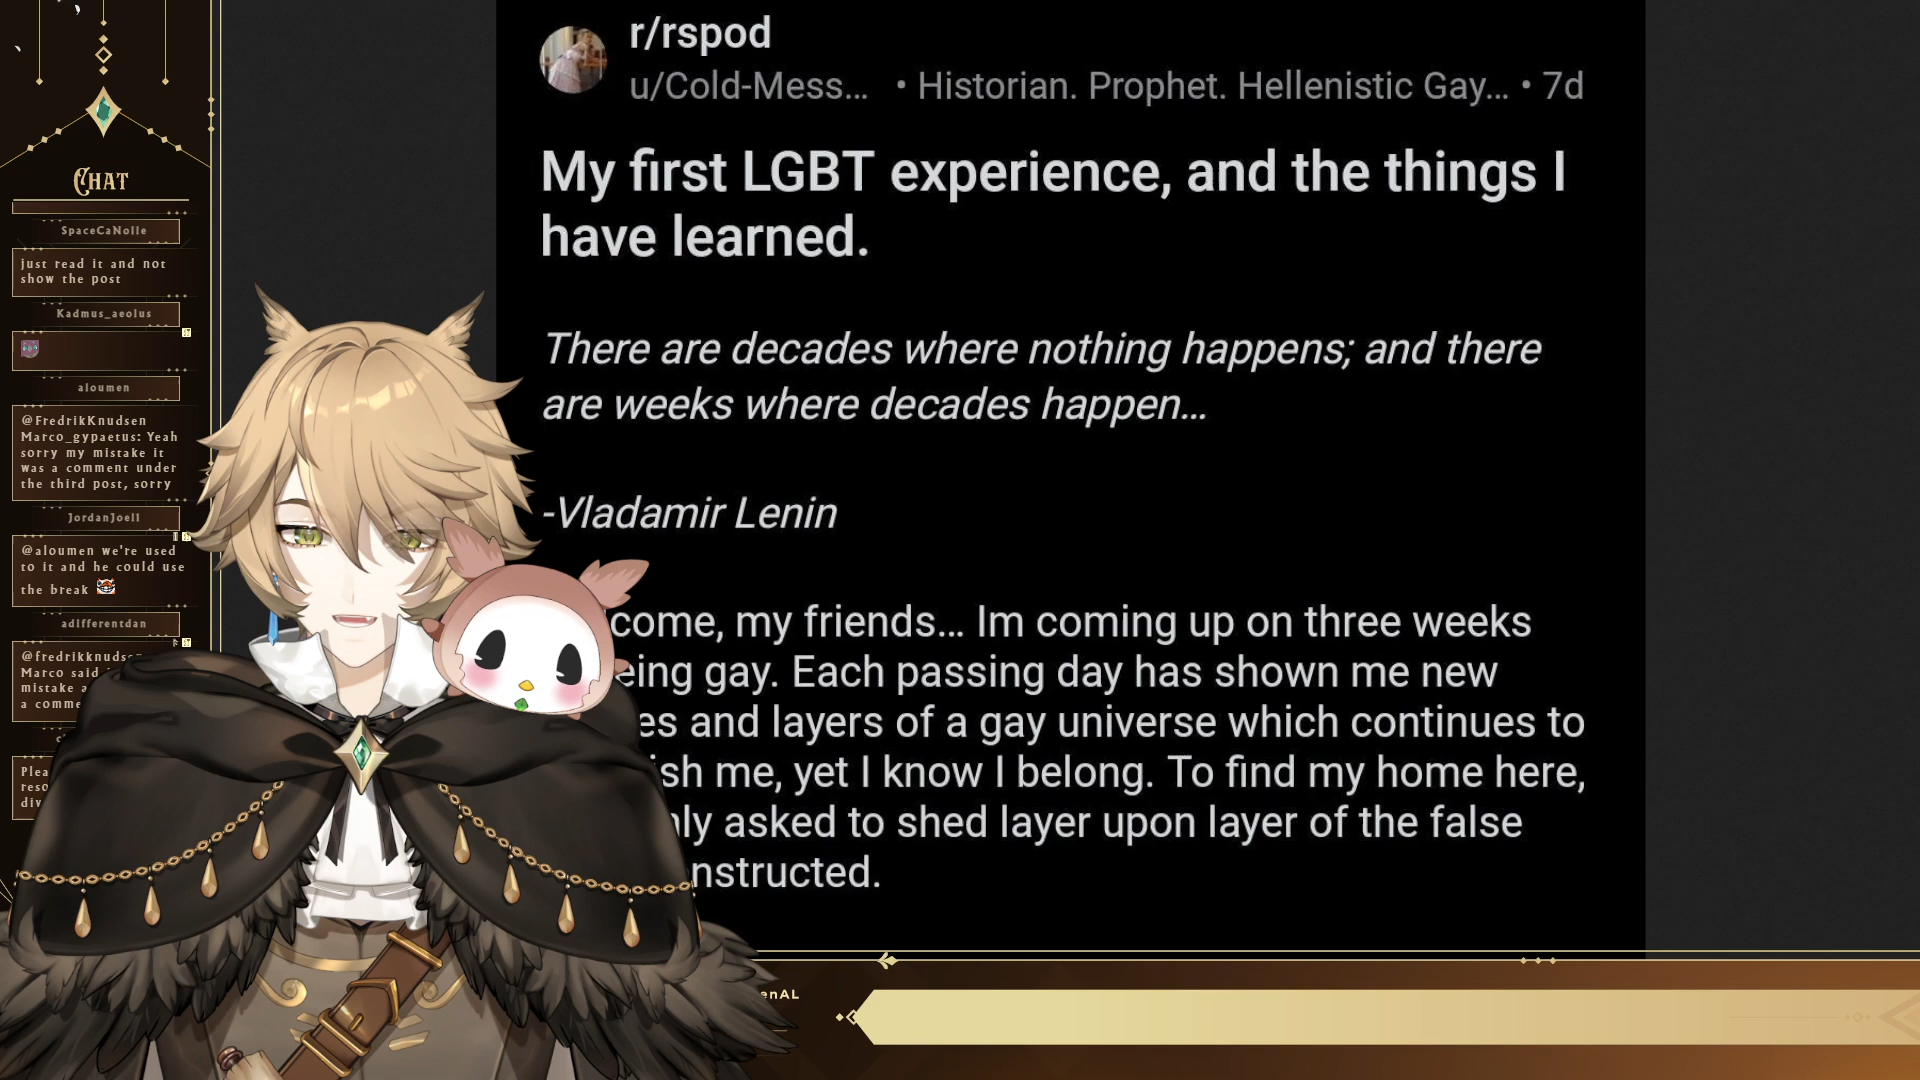 CHAT
SpaceCaNolle
just read it and not
show the post
Kadmus_aeolus
aloumen
@FredrikKnudsen
Marco_gypaetus: Yeah
sorry my mistake it
was a comment under
the third post, sorry
JordanJoell
@aloumen we're used
to it and he could use
the break
adifferentdan
@fredrikknudsen
Marco said
mistake a
a comme
Plea
reso
div
r/rspod
u/Cold-Mess... • Historian. Prophet. Hellenistic Gay... • 7d
My first LGBT experience, and the things I
have learned.
There are decades where nothing happens; and there
are weeks where decades happen...
-Vladamir Lenin
come, my friends... Im coming up on three weeks
eing gay. Each passing day has shown me new
es and layers of a gay universe which continues to
ish me, yet I know I belong. To find my home here,
nly asked to shed layer upon layer of the false
nstructed.
enAL